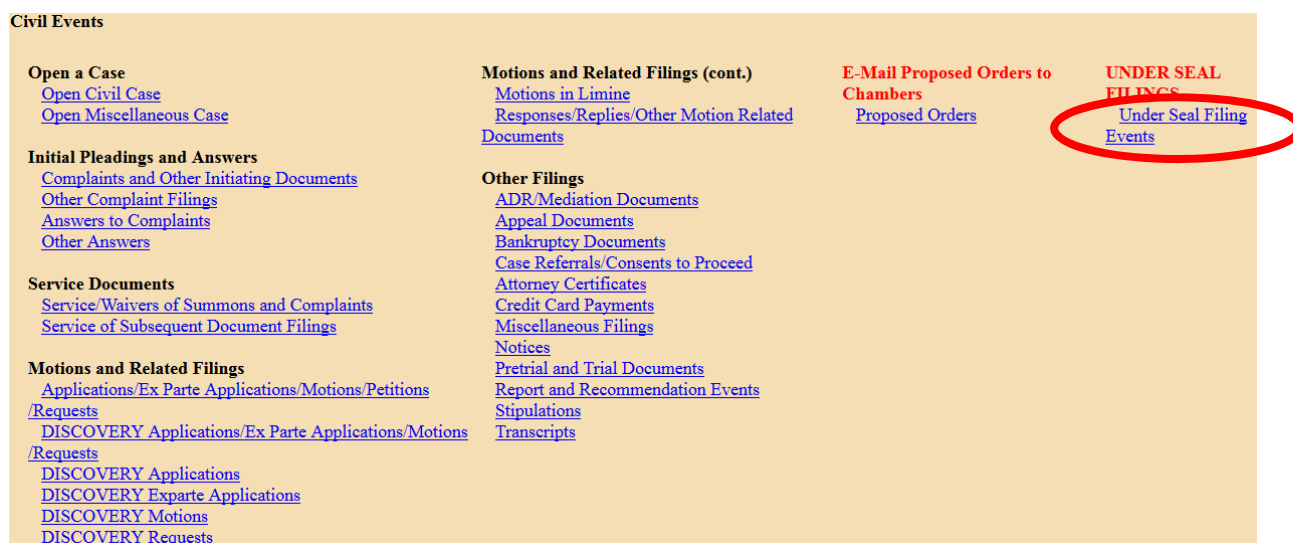 Civil Events
Open a Case
Open Civil Case
Open Miscellaneous Case
Initial Pleadings and Answers
Complaints and Other Initiating Documents
Other Complaint Filings
Answers to Complaints
Other Answers
Service Documents
Service/Waivers of Summons and Complaints
Service of Subsequent Document Filings
Motions and Related Filings
Applications/Ex Parte Applications/Motions/Petitions
/Requests
DISCOVERY Applications/Ex Parte Applications/Motions
/Requests
DISCOVERY Applications
DISCOVERY Exparte Applications
DISCOVERY Motions
DISCOVERY Requests
Motions and Related Filings (cont.)
Motions in Limine
Responses/Replies/Other Motion Related
Documents
Other Filings
ADR/Mediation Documents
Appeal Documents
Bankruptcy Documents
Case Referrals/Consents to Proceed
Attorney Certificates
Credit Card Payments
Miscellaneous Filings
Notices
Pretrial and Trial Documents
Report and Recommendation Events
Stipulations
Transcripts
E-Mail Proposed Orders to
Chambers
Proposed Orders
UNDER SEAL
FILINGS
Under Seal Filing
Events